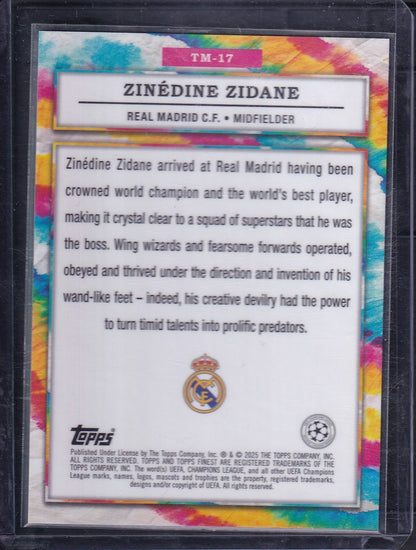 TM-17
ZINÉDINE ZIDANE
REAL MADRID C.F. • MIDFIELDER
Zinédine Zidane arrived at Real Madrid having been
crowned world champion and the world's best player,
making it crystal clear to a squad of superstars that he was
the boss. Wing wizards and fearsome forwards operated,
obeyed and thrived under the direction and invention of his
wand-like feet – indeed, his creative devilry had the power
to turn timid talents into prolific predators.
Topps
Published Under License by The Topps Company, Inc. ® & © 2025 THE TOPPS COMPANY, INC.
ALL RIGHTS RESERVED. TOPPS AND TOPPS FINEST ARE REGISTERED TRADEMARKS OF THE
TOPPS COMPANY, INC. The word(s) UEFA, CHAMPIONS LEAGUE, and all other UEFA Champions
League marks, names, logos, mascots and trophies are the property, registered trademarks,
designs and/or copyright of UEFA. All rights reserved.